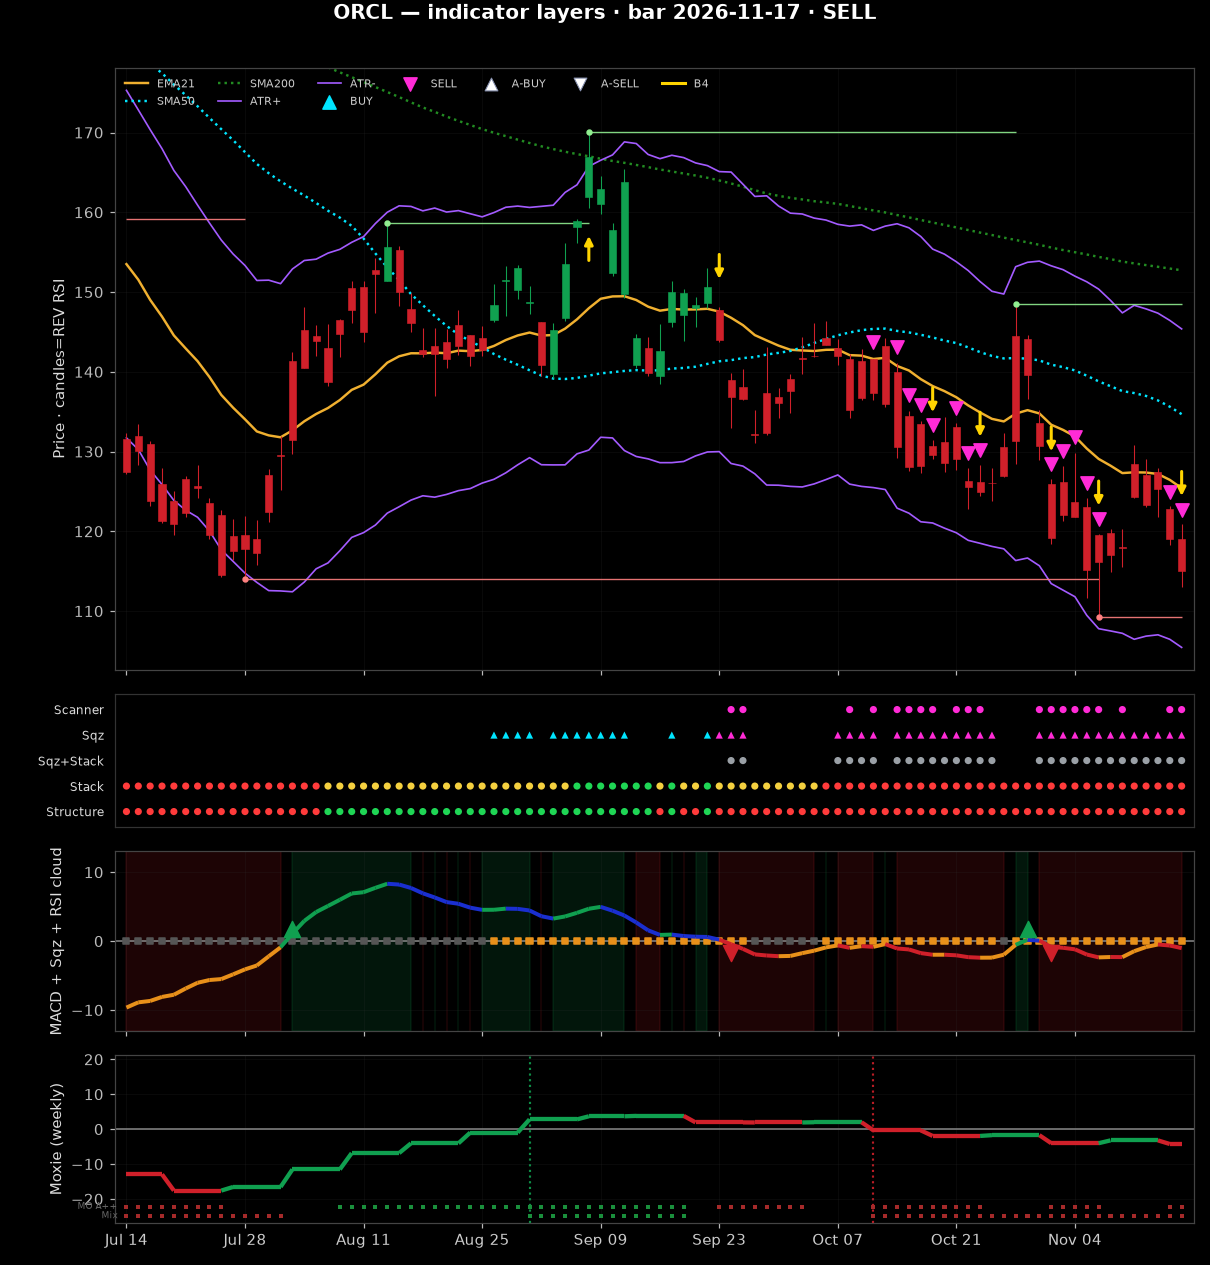 ORCL — indicator layers · bar 2026-11-17 · SELL
EMA21 SMA200 ATR- SELL A-BUY A-SELL B4
SMA50 ATR+ BUY
170
160
150
140
130
120
110
Price · candles=REV RSI
Scanner
Sqz
Sqz+Stack
Stack
Structure
10
0
−10
MACD + Sqz + RSI cloud
20
10
0
−10
−20
Moxie (weekly)
Mix
Jul 14 Jul 28 Aug 11 Aug 25 Sep 09 Sep 23 Oct 07 Oct 21 Nov 04